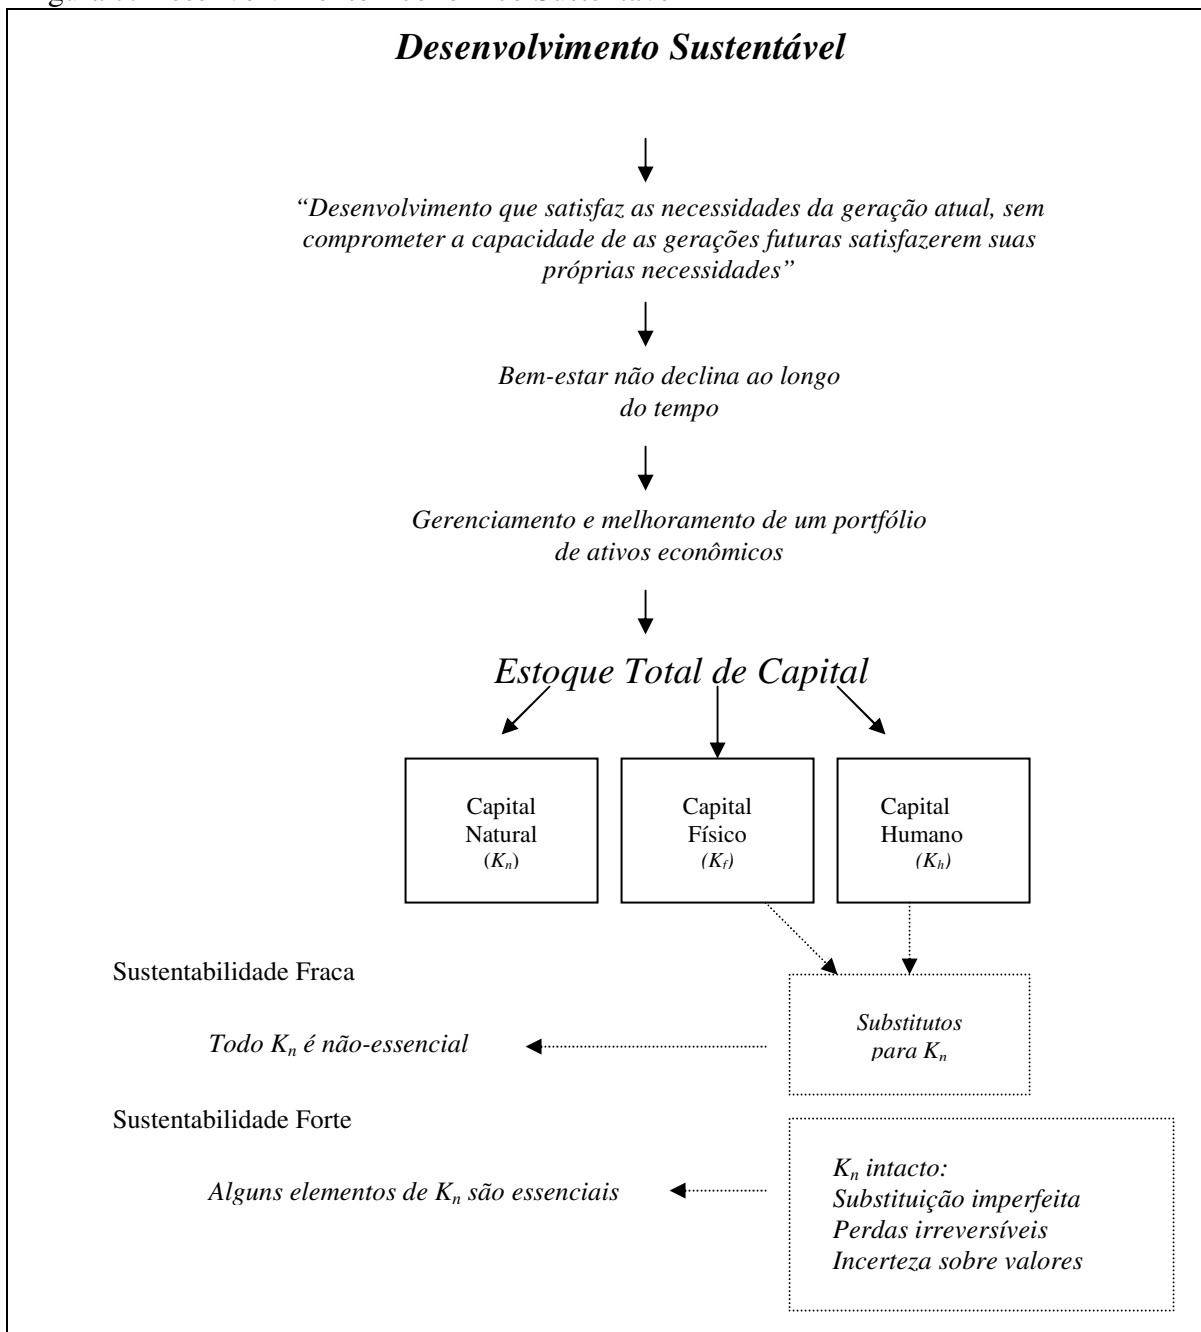 Desenvolvimento Sustentável
“Desenvolvimento que satisfaz as necessidades da geração atual, sem
comprometer a capacidade de as gerações futuras satisfazerem suas
próprias necessidades”
Bem-estar não declina ao longo
do tempo
Gerenciamento e melhoramento de um portfólio
de ativos econômicos
Estoque Total de Capital
Capital
Natural
(Kn)
Capital
Físico
(Kf)
Capital
Humano
(Kh)
Sustentabilidade Fraca
Substitutos
para Kn
Todo Kn é não-essencial
Sustentabilidade Forte
Alguns elementos de Kn são essenciais
Kn intacto:
Substituição imperfeita
Perdas irreversíveis
Incerteza sobre valores